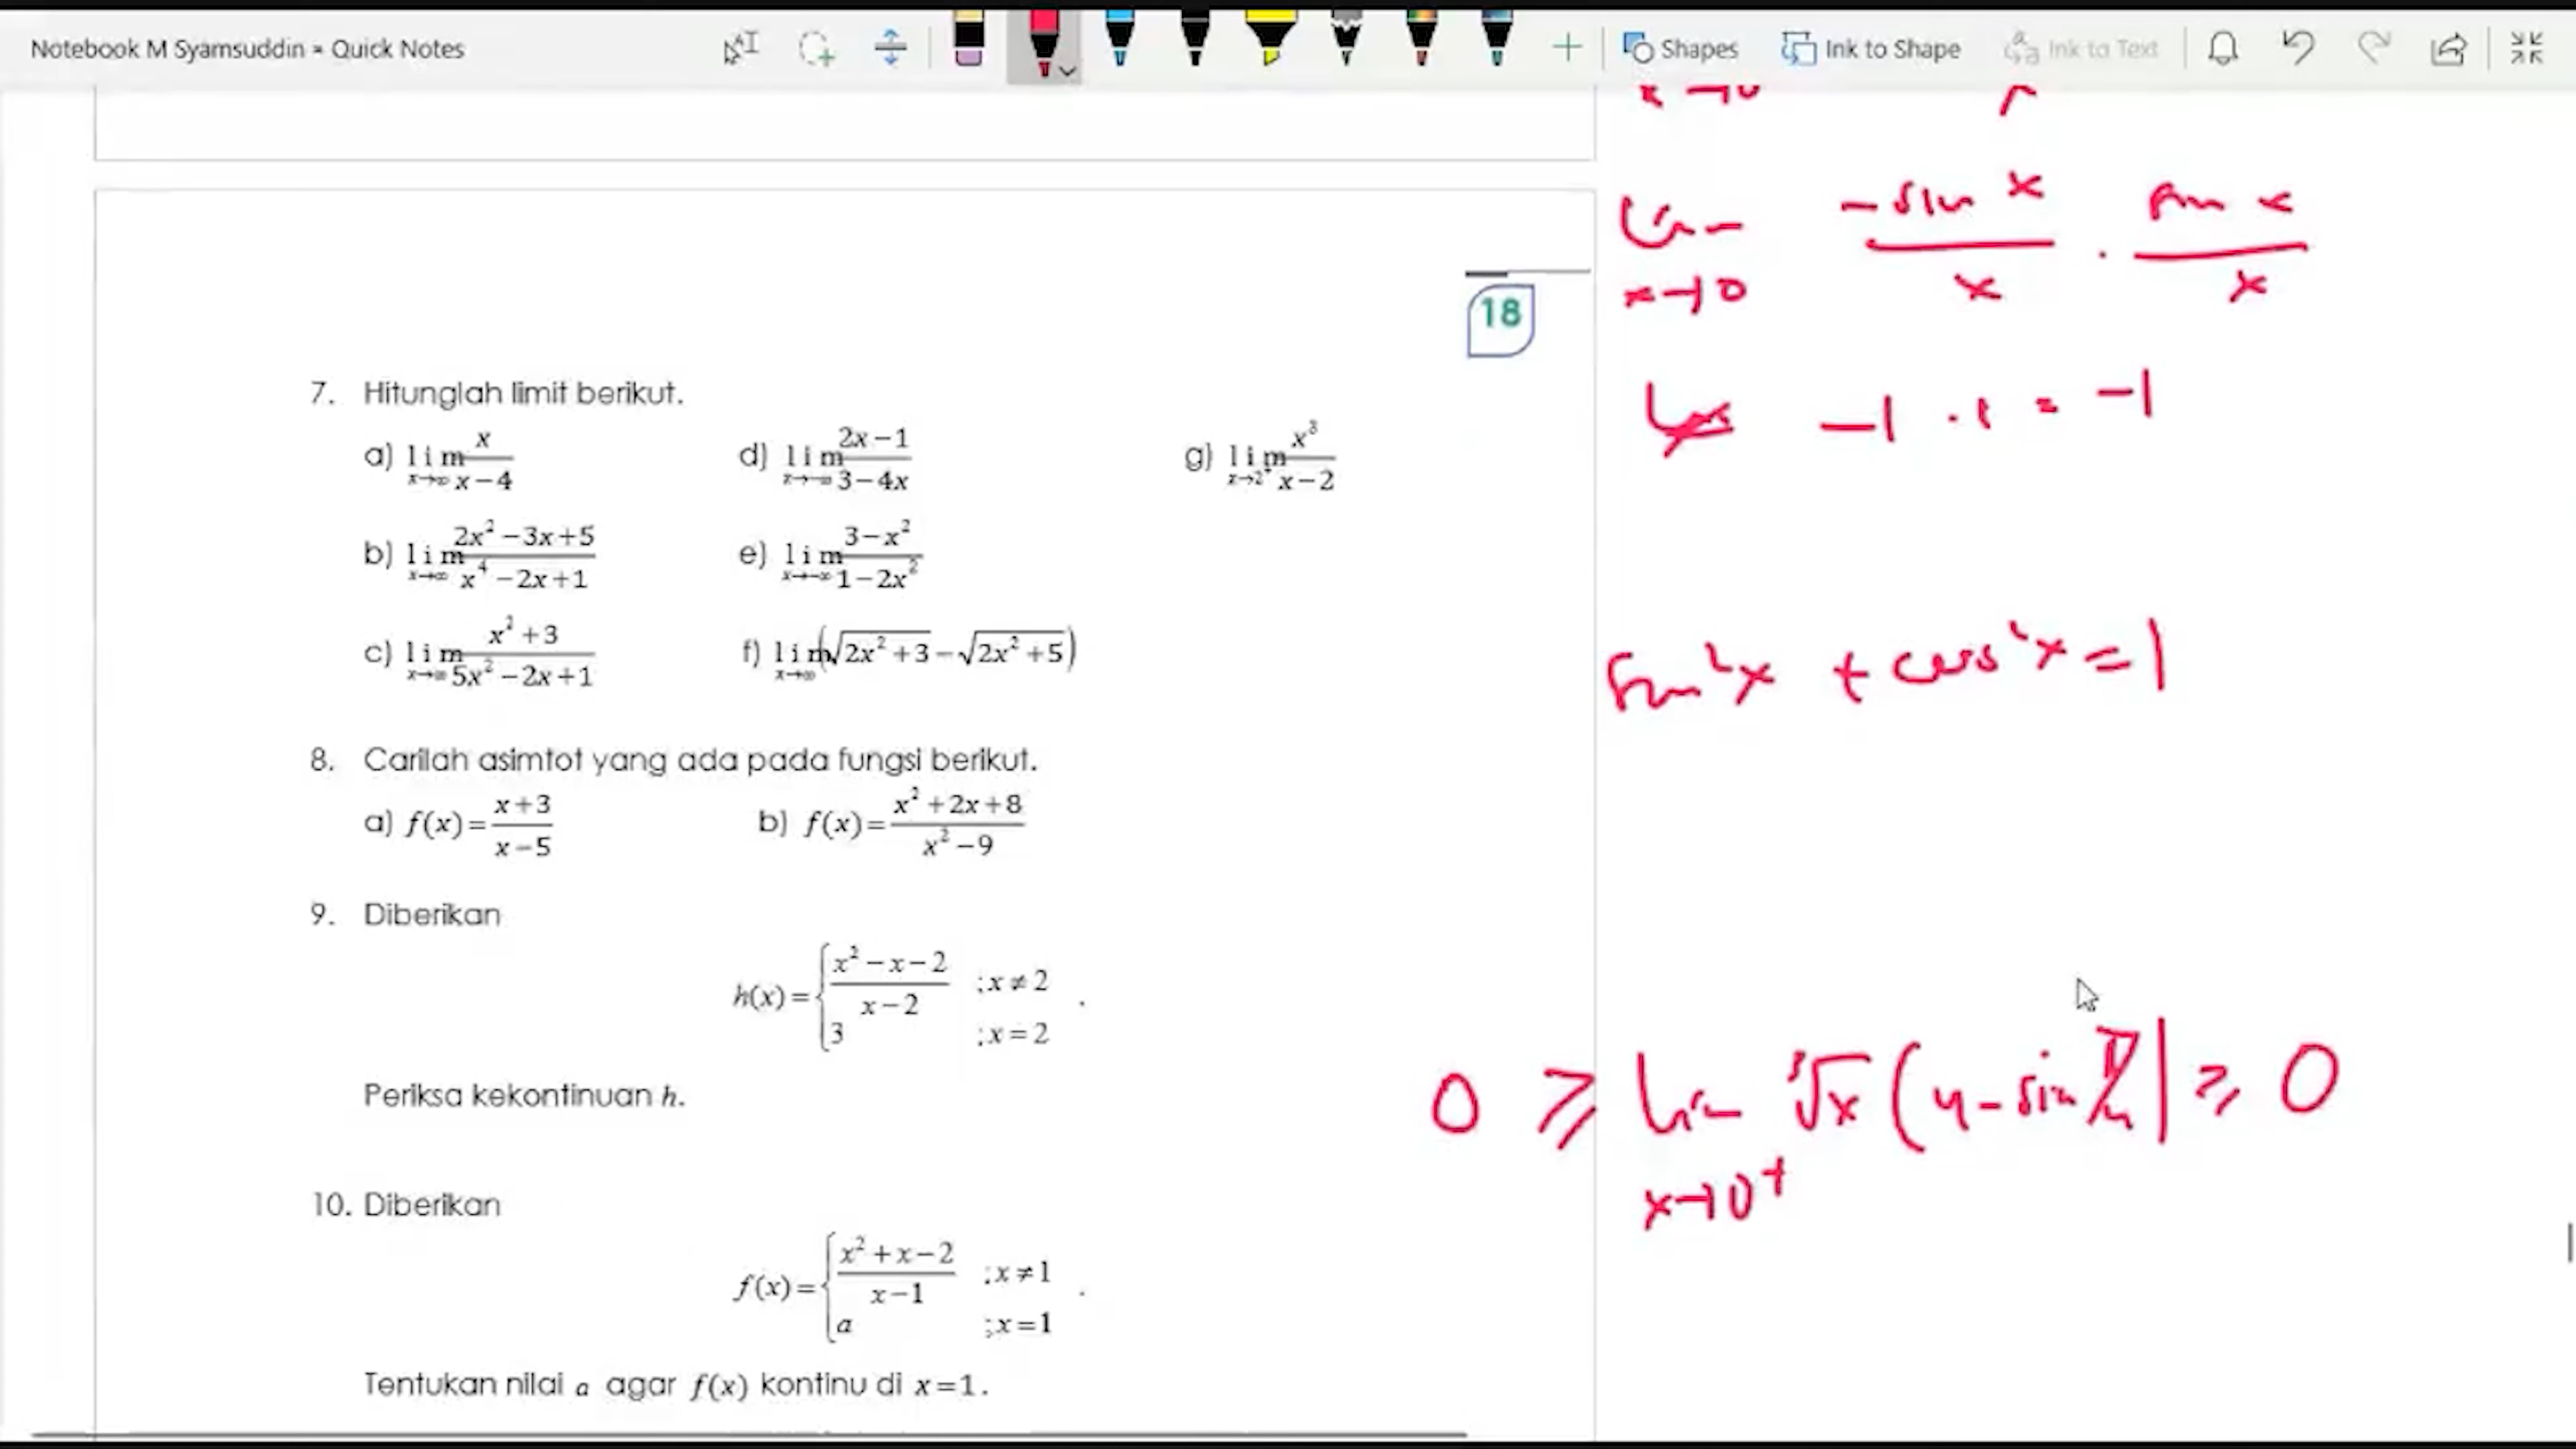 Notebook M Syamsuddin » Quick Notes
Shapes Ink to Shape Ink to Text
x→0
18
7. Hitunglah limit berikut.
a) lim x→∞ x/(x−4)
d) lim x→−∞ (2x−1)/(3−4x)
g) lim x→2⁺ x³/(x−2)
b) lim x→∞ (2x²−3x+5)/(x⁴−2x+1)
e) lim x→−∞ (3−x²)/(1−2x²)
c) lim x→∞ (x²+3)/(5x²−2x+1)
f) lim x→∞ (√(2x²+3)−√(2x²+5))
8. Carilah asimtot yang ada pada fungsi berikut.
a) f(x)=(x+3)/(x−5)
b) f(x)=(x²+2x+8)/(x²−9)
9. Diberikan
h(x)={(x²−x−2)/(x−2) ;x≠2
3 ;x=2 .
Periksa kekontinuan h.
10. Diberikan
f(x)={(x²+x−2)/(x−1) ;x≠1
a ;x=1 .
Tentukan nilai a agar f(x) kontinu di x=1.
lim x→0 −sin x/x · sin x/x
−1 · 1 = −1
sin²x + cos²x = 1
0 ≥ lim x→0⁺ ³√x (4−sin ) ≥ 0